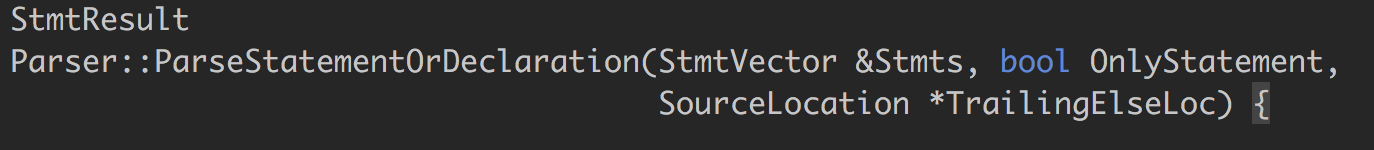 StmtResult
Parser::ParseStatementOrDeclaration(StmtVector &Stmts, bool OnlyStatement,
SourceLocation *TrailingElseLoc) {